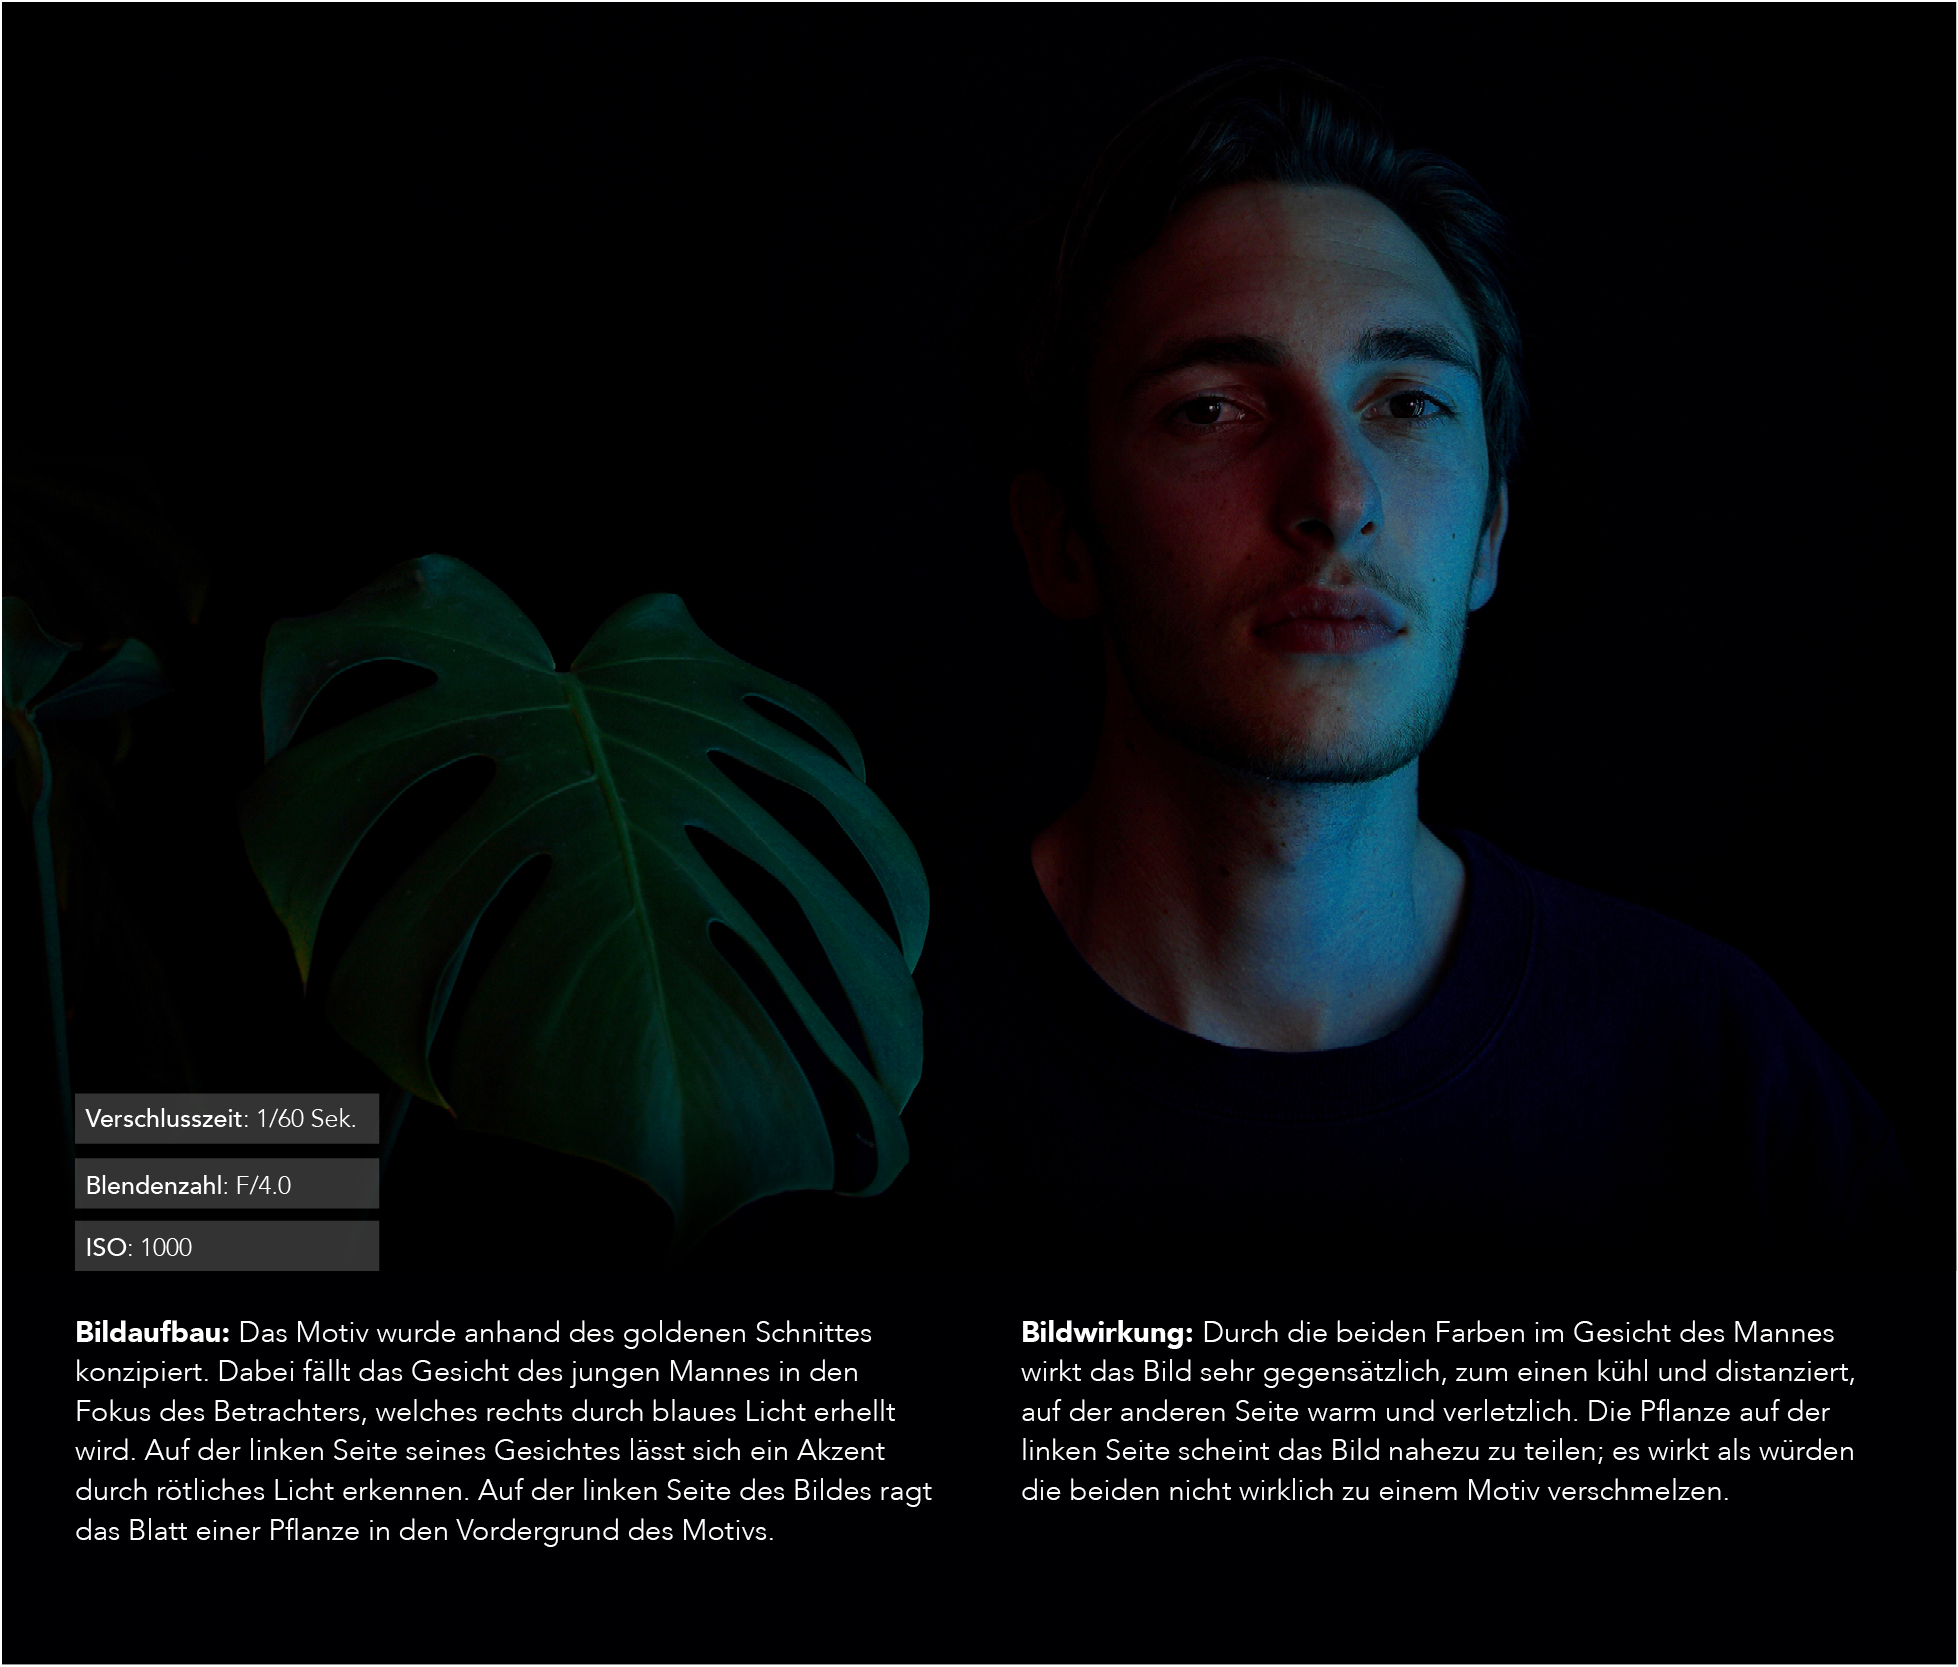 Verschlusszeit: 1/60 Sek.
Blendenzahl: F/4.0
ISO: 1000
Bildaufbau: Das Motiv wurde anhand des goldenen Schnittes
konzipiert. Dabei fällt das Gesicht des jungen Mannes in den
Fokus des Betrachters, welches rechts durch blaues Licht erhellt
wird. Auf der linken Seite seines Gesichtes lässt sich ein Akzent
durch rötliches Licht erkennen. Auf der linken Seite des Bildes ragt
das Blatt einer Pflanze in den Vordergrund des Motivs.
Bildwirkung: Durch die beiden Farben im Gesicht des Mannes
wirkt das Bild sehr gegensätzlich, zum einen kühl und distanziert,
auf der anderen Seite warm und verletzlich. Die Pflanze auf der
linken Seite scheint das Bild nahezu zu teilen; es wirkt als würden
die beiden nicht wirklich zu einem Motiv verschmelzen.